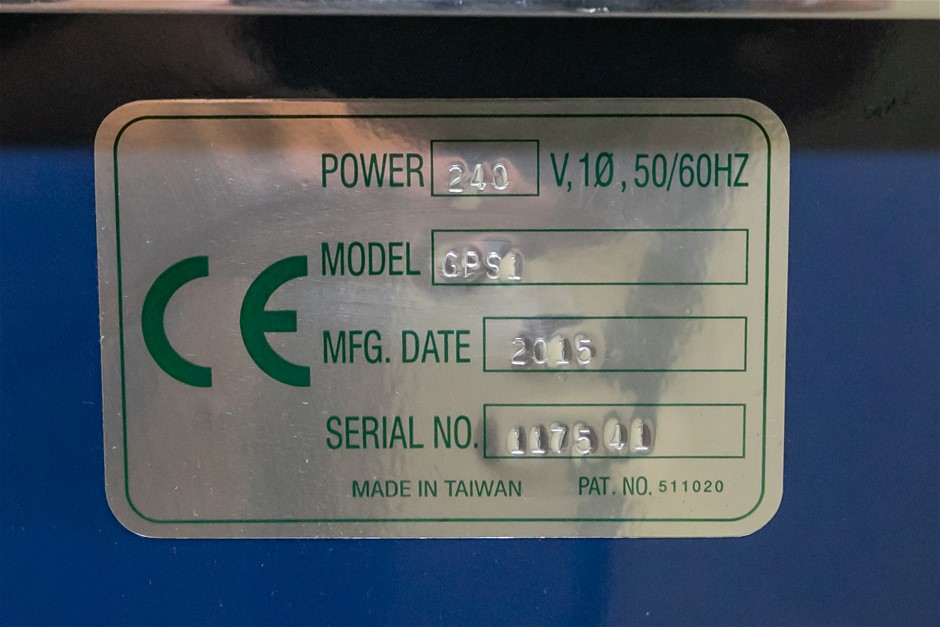 POWER 240 V, 1Ø, 50/60HZ
MODEL GPS1
CE
MFG. DATE 2015
SERIAL NO. 117541
MADE IN TAIWAN PAT. NO. 511020